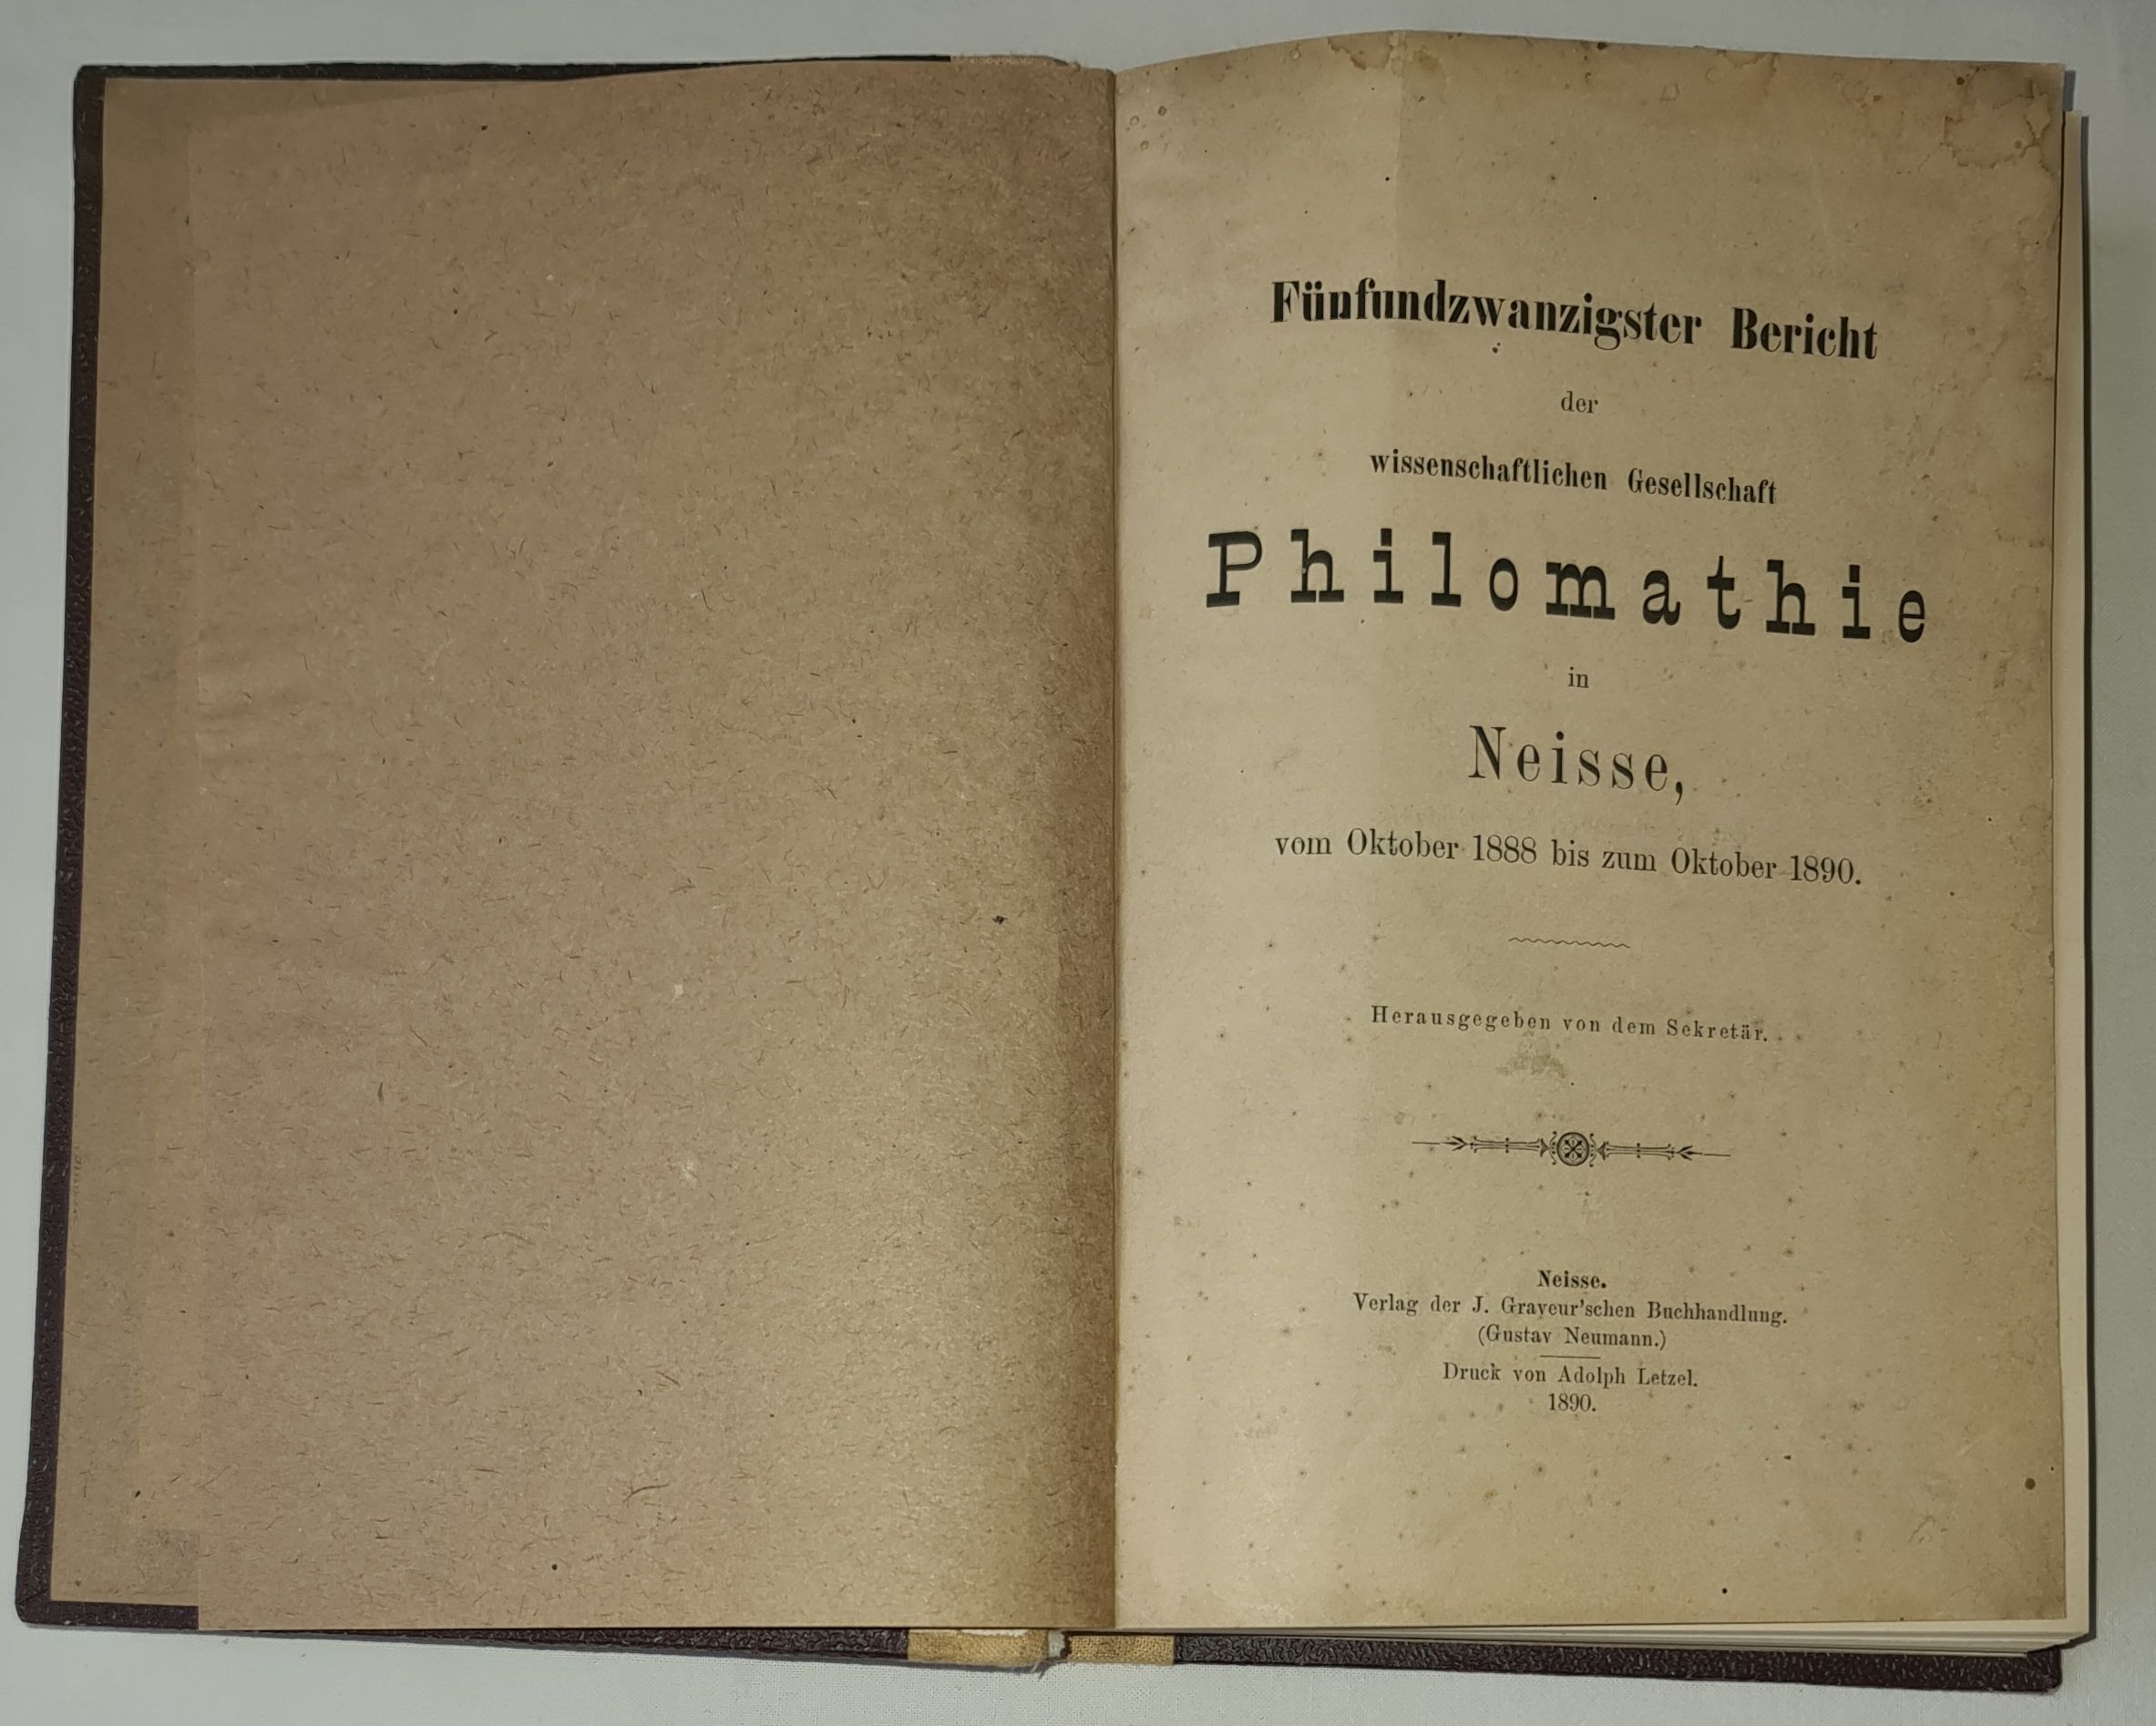 Fünfundzwanzigster Bericht
der
wissenschaftlichen Gesellschaft
Philomathie
in
Neisse,
vom Oktober 1888 bis zum Oktober 1890.
Herausgegeben von dem Sekretär.
Neisse.
Verlag der J. Graveur'schen Buchhandlung.
(Gustav Neumann.)
Druck von Adolph Letzel.
1890.